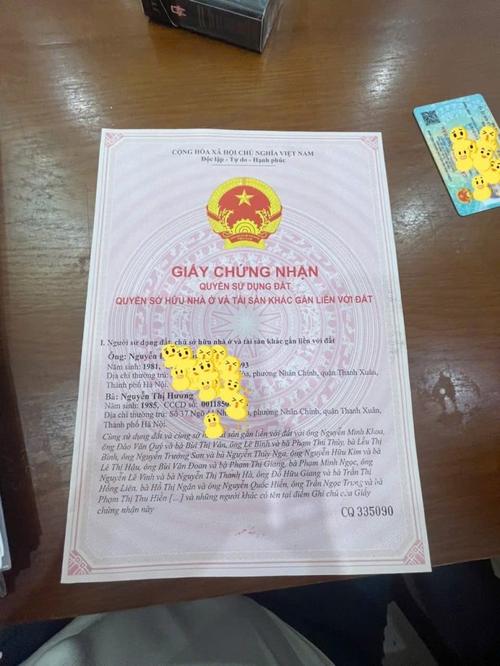 CỘNG HÒA XÃ HỘI CHỦ NGHĨA VIỆT NAM
Độc lập - Tự do - Hạnh phúc
GIẤY CHỨNG NHẬN
QUYỀN SỬ DỤNG ĐẤT
QUYỀN SỞ HỮU NHÀ Ở VÀ TÀI SẢN KHÁC GẮN LIỀN VỚI ĐẤT
I. Người sử dụng đất, chủ sở hữu nhà ở và tài sản khác gắn liền với đất
Ông: Nguyễn
Năm sinh: 1981, 93
Địa chỉ thường trú: phường Nhân Chính, quận Thanh Xuân,
Thành phố Hà Nội.
Bà: Nguyễn Thị Hương
Năm sinh: 1985, CCCD số 00118
Địa chỉ thường trú: Số 37 phường Nhân Chính, quận Thanh Xuân,
Thành phố Hà Nội.
Cùng sử dụng đất và cùng sở sản gắn liền với đất với ông Nguyễn Minh Khoa,
ông Đào Văn Quý và bà Bùi Thị Vân, ông Lê Bình và bà Phạm Thu Thủy, bà Lều Thị
Bình, ông Nguyễn Trường Sơn và bà Nguyễn Thúy Nga, ông Nguyễn Hữu Kim và bà
Lê Thị Hậu, ông Bùi Văn Đoan và bà Phạm Thị Giang, bà Phạm Minh Ngọc, ông
Nguyễn Lê Vinh và bà Nguyễn Thị Thanh Hà, ông Đỗ Hữu Giang và bà Trần Thị
Hồng Liên, bà Hồ Thị Ngân và ông Nguyễn Quốc Hiển, ông Trần Ngọc Trung và bà
Phạm Thị Thu Hiền [...] và những người khác có tên tại điểm Ghi chú của Giấy
chứng nhận này
CQ 335090